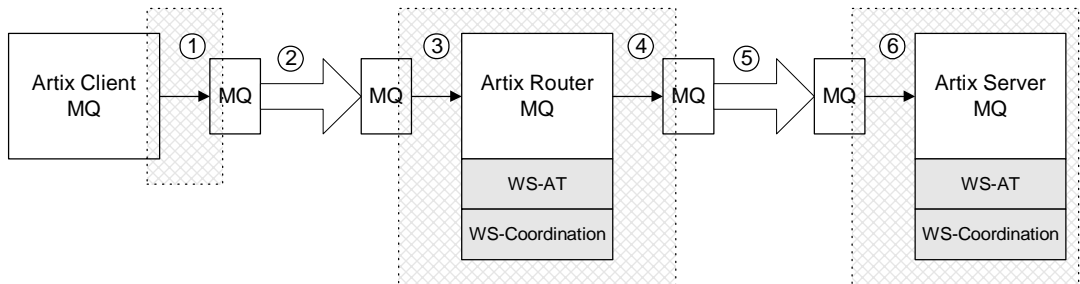 ①
②
③
④
⑤
⑥
Artix Client
MQ
MQ
MQ
Artix Router
MQ
MQ
MQ
Artix Server
MQ
WS-AT
WS-Coordination
WS-AT
WS-Coordination